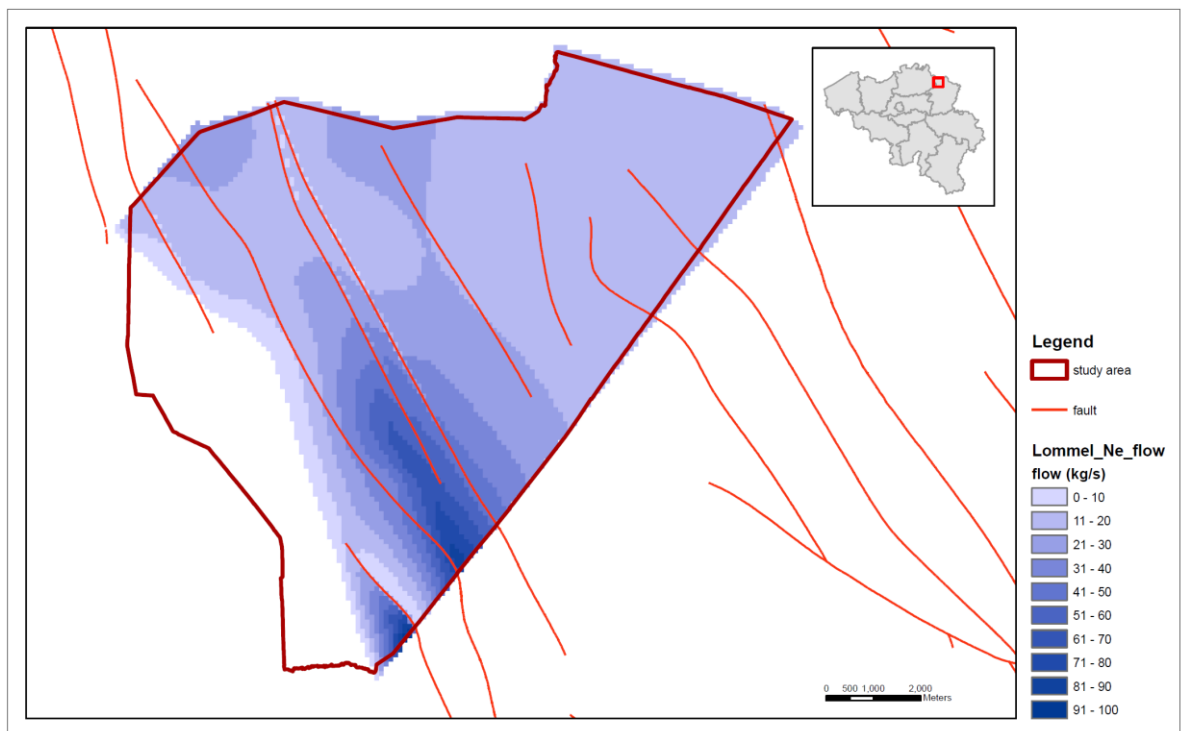 Legend
study area
fault
Lommel_Ne_flow
flow (kg/s)
0 - 10
11 - 20
21 - 30
31 - 40
41 - 50
51 - 60
61 - 70
71 - 80
81 - 90
91 - 100
0 500 1,000 2,000
Meters